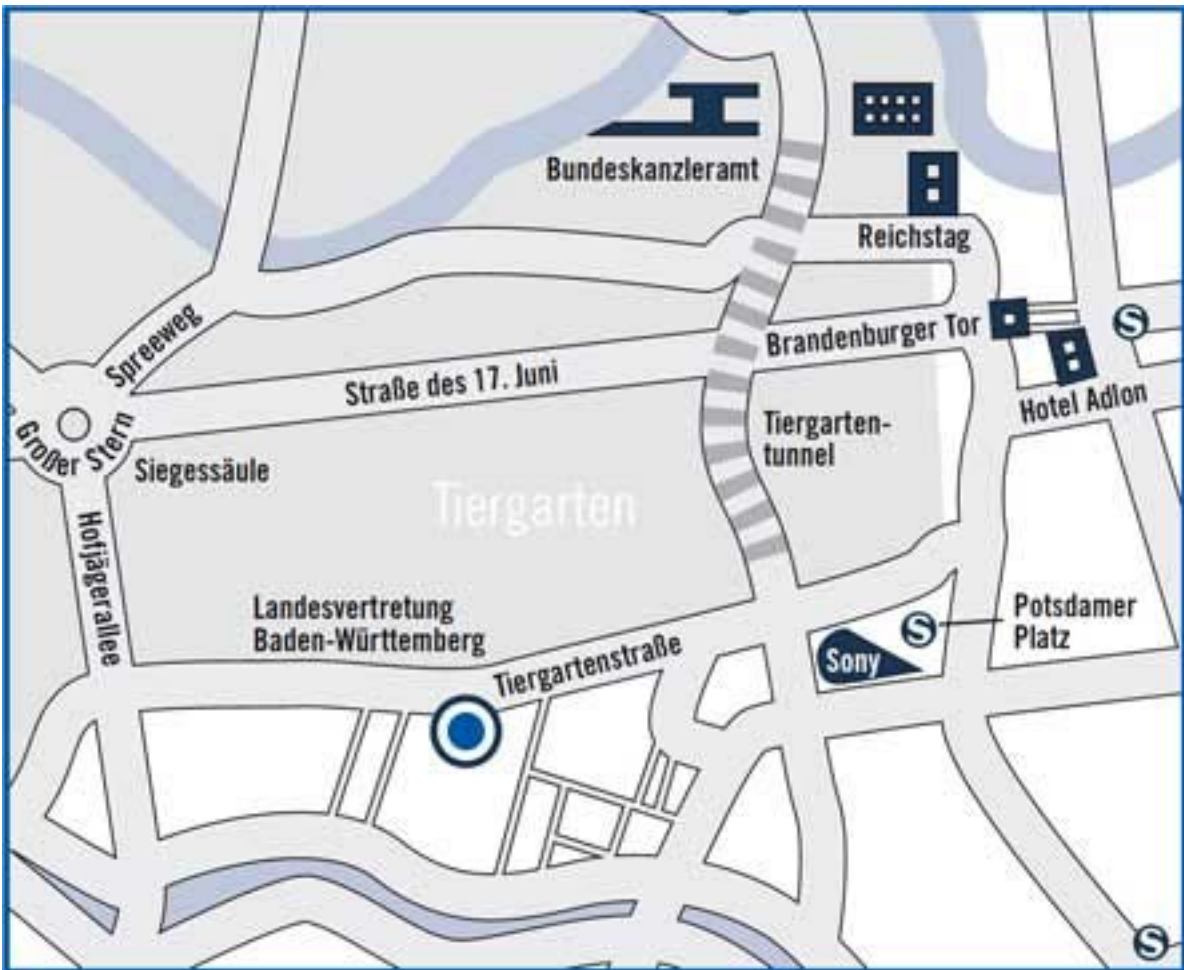 Bundeskanzleramt
Reichstag
Spreeweg
Brandenburger Tor
S
Straße des 17. Juni
Hotel Adlon
Großer Stern
Siegessäule
Tiergarten-
tunnel
Tiergarten
Hofjägerallee
Landesvertretung
Baden-Württemberg
Tiergartenstraße
Potsdamer
Platz
S
Sony
S